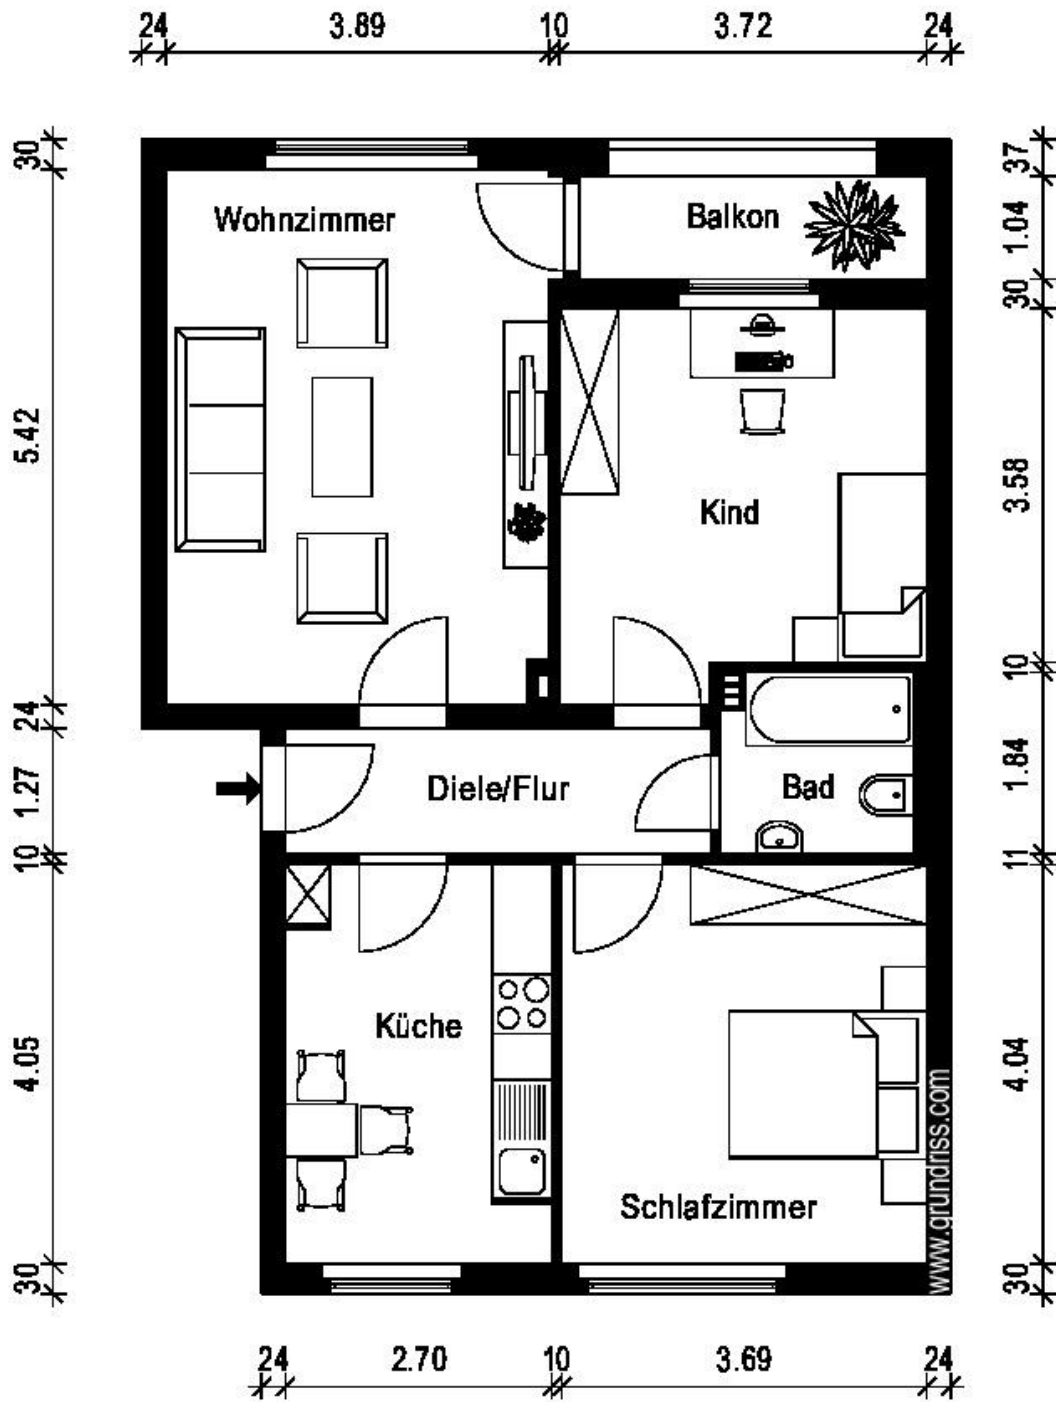 24 3.89 10 3.72 24
30
37
Wohnzimmer
Balkon
1.04
30
5.42
3.58
Kind
10
24
1.27
Diele/Flur
Bad
1.84
10
11
Küche
4.05
4.04
Schlafzimmer
www.grundriss.com
30
30
24 2.70 10 3.69 24